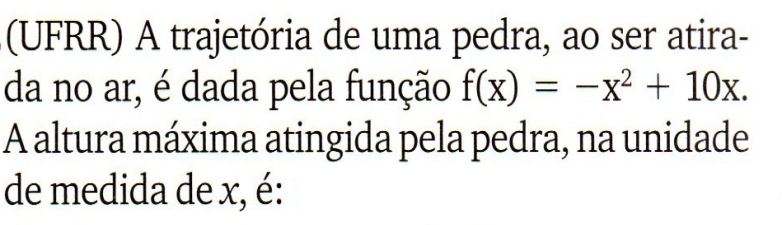 (UFRR) A trajetória de uma pedra, ao ser atira-
da no ar, é dada pela função f(x) = −x² + 10x.
A altura máxima atingida pela pedra, na unidade
de medida de x, é: